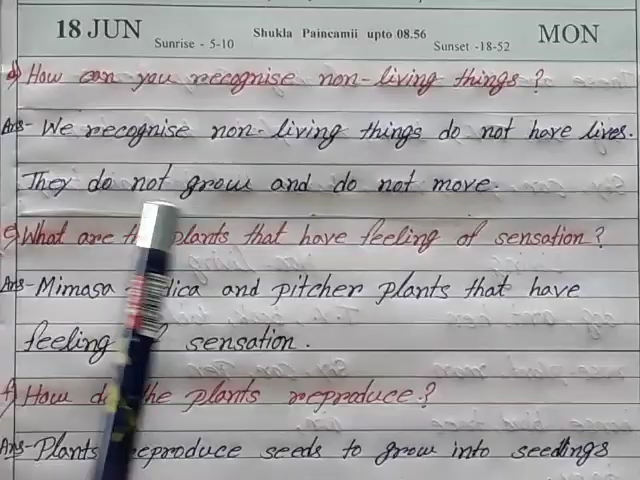 18 JUN Sunrise - 5-10 Shukla Paincamii upto 08.56 Sunset -18-52 MON
d) How can you recognise non-living things?
Ans- We recognise non-living things do not have lives.
They do not grow and do not move.
e) What are plants that have feeling of sensation?
Ans- Mimasa and pitcher plants that have
feeling sensation.
f) How the plants reproduce?
Ans- Plants reproduce seeds to grow into seedlings